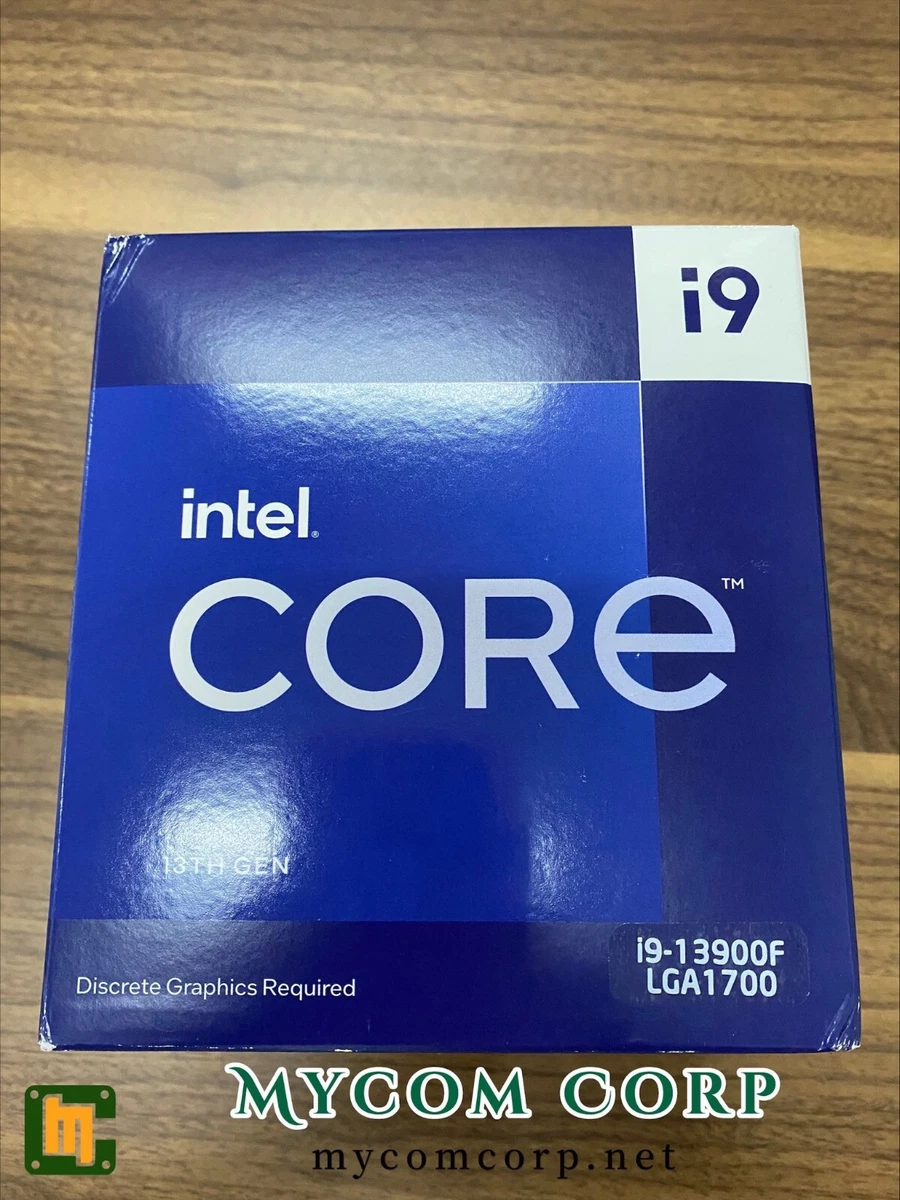 i9
intel®
CORe™
13TH GEN
Discrete Graphics Required
i9-13900F
LGA1700
MYCOM CORP
mycomcorp.net